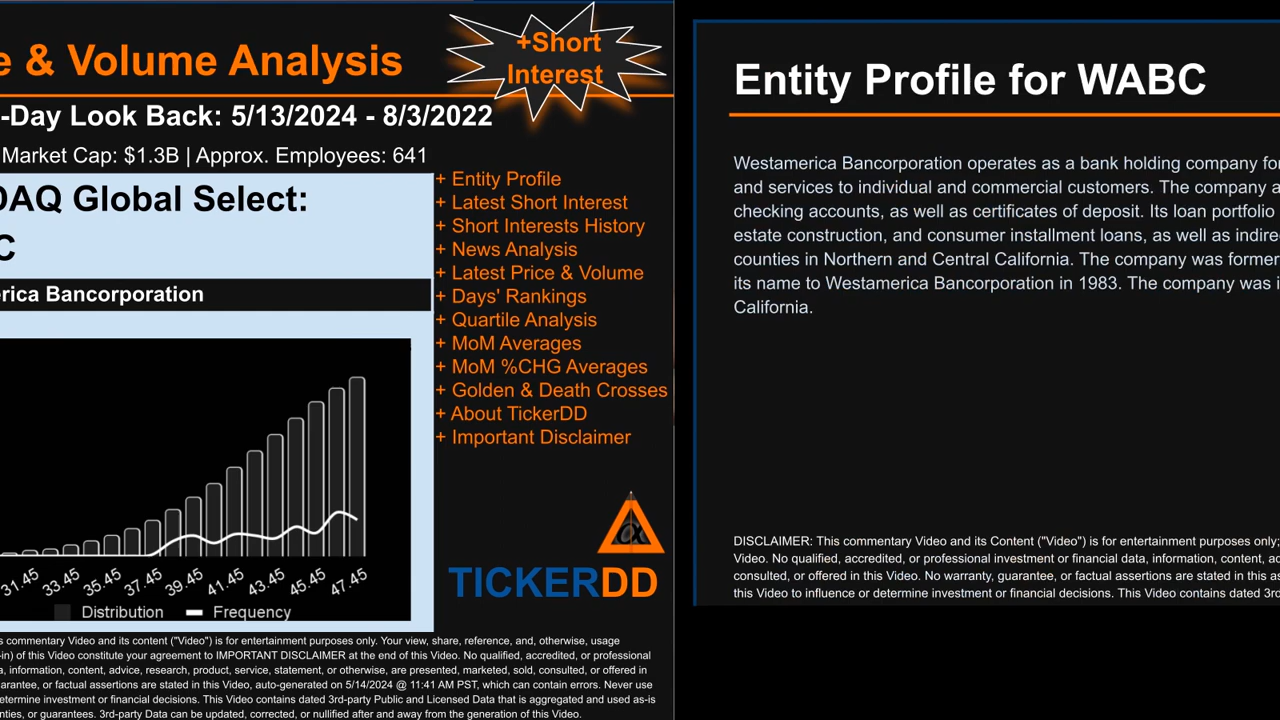 e & Volume Analysis
+Short
Interest
-Day Look Back: 5/13/2024 - 8/3/2022
Market Cap: $1.3B | Approx. Employees: 641
DAQ Global Select:
C
erica Bancorporation
31.45 33.45 35.45 37.45 39.45 41.45 43.45 45.45 47.45
Distribution Frequency
+ Entity Profile
+ Latest Short Interest
+ Short Interests History
+ News Analysis
+ Latest Price & Volume
+ Days' Rankings
+ Quartile Analysis
+ MoM Averages
+ MoM %CHG Averages
+ Golden & Death Crosses
+ About TickerDD
+ Important Disclaimer
TICKERDD
s commentary Video and its content ("Video") is for entertainment purposes only. Your view, share, reference, and, otherwise, usage
-in) of this Video constitute your agreement to IMPORTANT DISCLAIMER at the end of this Video. No qualified, accredited, or professional
a, information, content, advice, research, product, service, statement, or otherwise, are presented, marketed, sold, consulted, or offered in
arantee, or factual assertions are stated in this Video, auto-generated on 5/14/2024 @ 11:41 AM PST, which can contain errors. Never use
etermine investment or financial decisions. This Video contains dated 3rd-party Public and Licensed Data that is aggregated and used as-is
nties, or guarantees. 3rd-party Data can be updated, corrected, or nullified after and away from the generation of this Video.
Entity Profile for WABC
Westamerica Bancorporation operates as a bank holding company for
and services to individual and commercial customers. The company a
checking accounts, as well as certificates of deposit. Its loan portfolio
estate construction, and consumer installment loans, as well as indire
counties in Northern and Central California. The company was former
its name to Westamerica Bancorporation in 1983. The company was i
California.
DISCLAIMER: This commentary Video and its Content ("Video") is for entertainment purposes only;
Video. No qualified, accredited, or professional investment or financial data, information, content, ad
consulted, or offered in this Video. No warranty, guarantee, or factual assertions are stated in this as
this Video to influence or determine investment or financial decisions. This Video contains dated 3rd